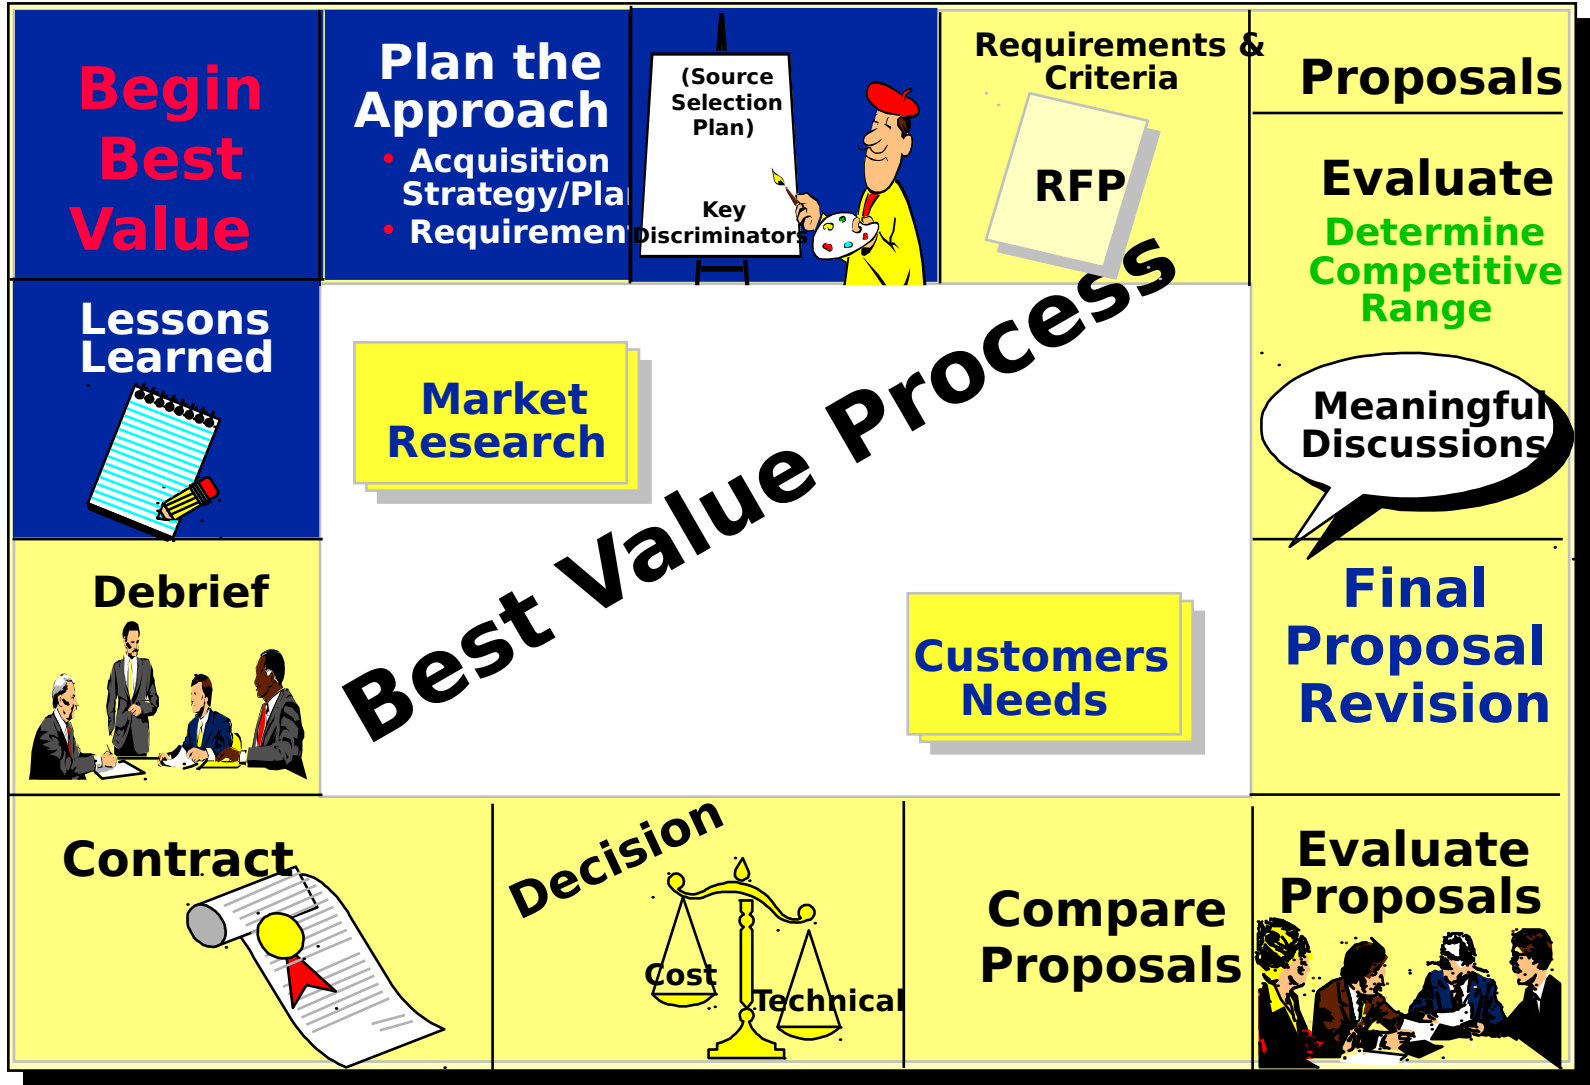 Begin
Best
Value
Plan the
Approach
• Acquisition
Strategy/Plan
• Requirement
(Source
Selection
Plan)
Key
Discriminators
Requirements &
Criteria
RFP
Proposals
Evaluate
Determine
Competitive
Range
Meaningful
Discussions
Final
Proposal
Revision
Evaluate
Proposals
Compare
Proposals
Decision
Cost
Technical
Contract
Debrief
Lessons
Learned
Market
Research
Best Value Process
Customers
Needs